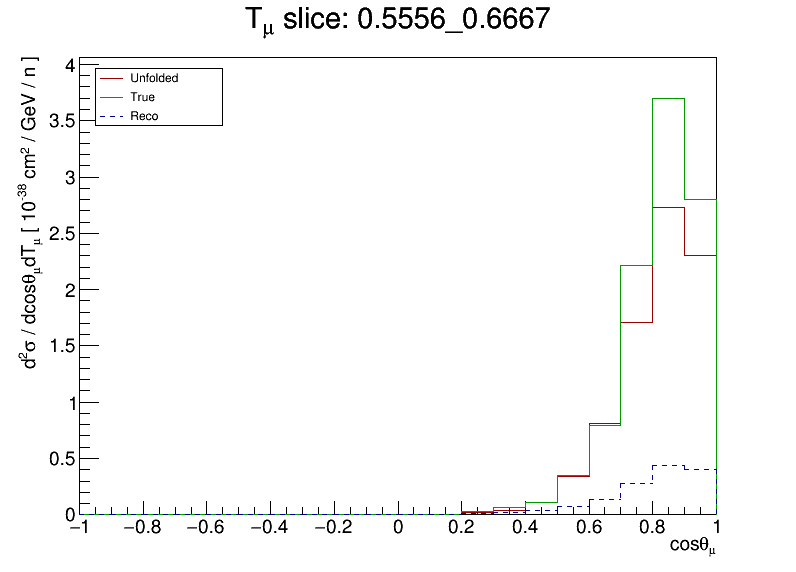 Tμ slice: 0.5556_0.6667
d²σ / dcosθμdTμ [ 10⁻³⁸ cm² / GeV / n ]
4
3.5
3
2.5
2
1.5
1
0.5
0
Unfolded
True
Reco
−1 −0.8 −0.6 −0.4 −0.2 0 0.2 0.4 0.6 0.8 1
cosθμ